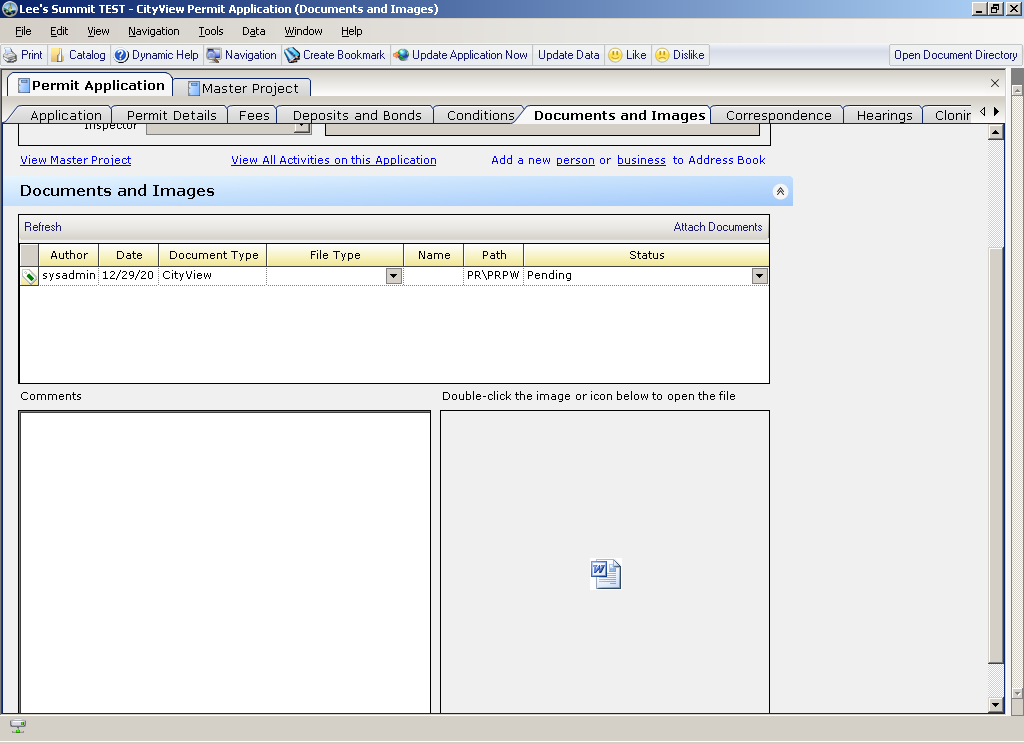 Lee's Summit TEST - CityView Permit Application (Documents and Images)
File Edit View Navigation Tools Data Window Help
Print Catalog Dynamic Help Navigation Create Bookmark Update Application Now Update Data Like Dislike Open Document Directory
Permit Application Master Project
Application Permit Details Fees Deposits and Bonds Conditions Documents and Images Correspondence Hearings Clonir
Inspector
View Master Project View All Activities on this Application Add a new person or business to Address Book
Documents and Images
Refresh Attach Documents
Author Date Document Type File Type Name Path Status
sysadmin 12/29/20 CityView PR\PRPW Pending
Comments Double-click the image or icon below to open the file
W